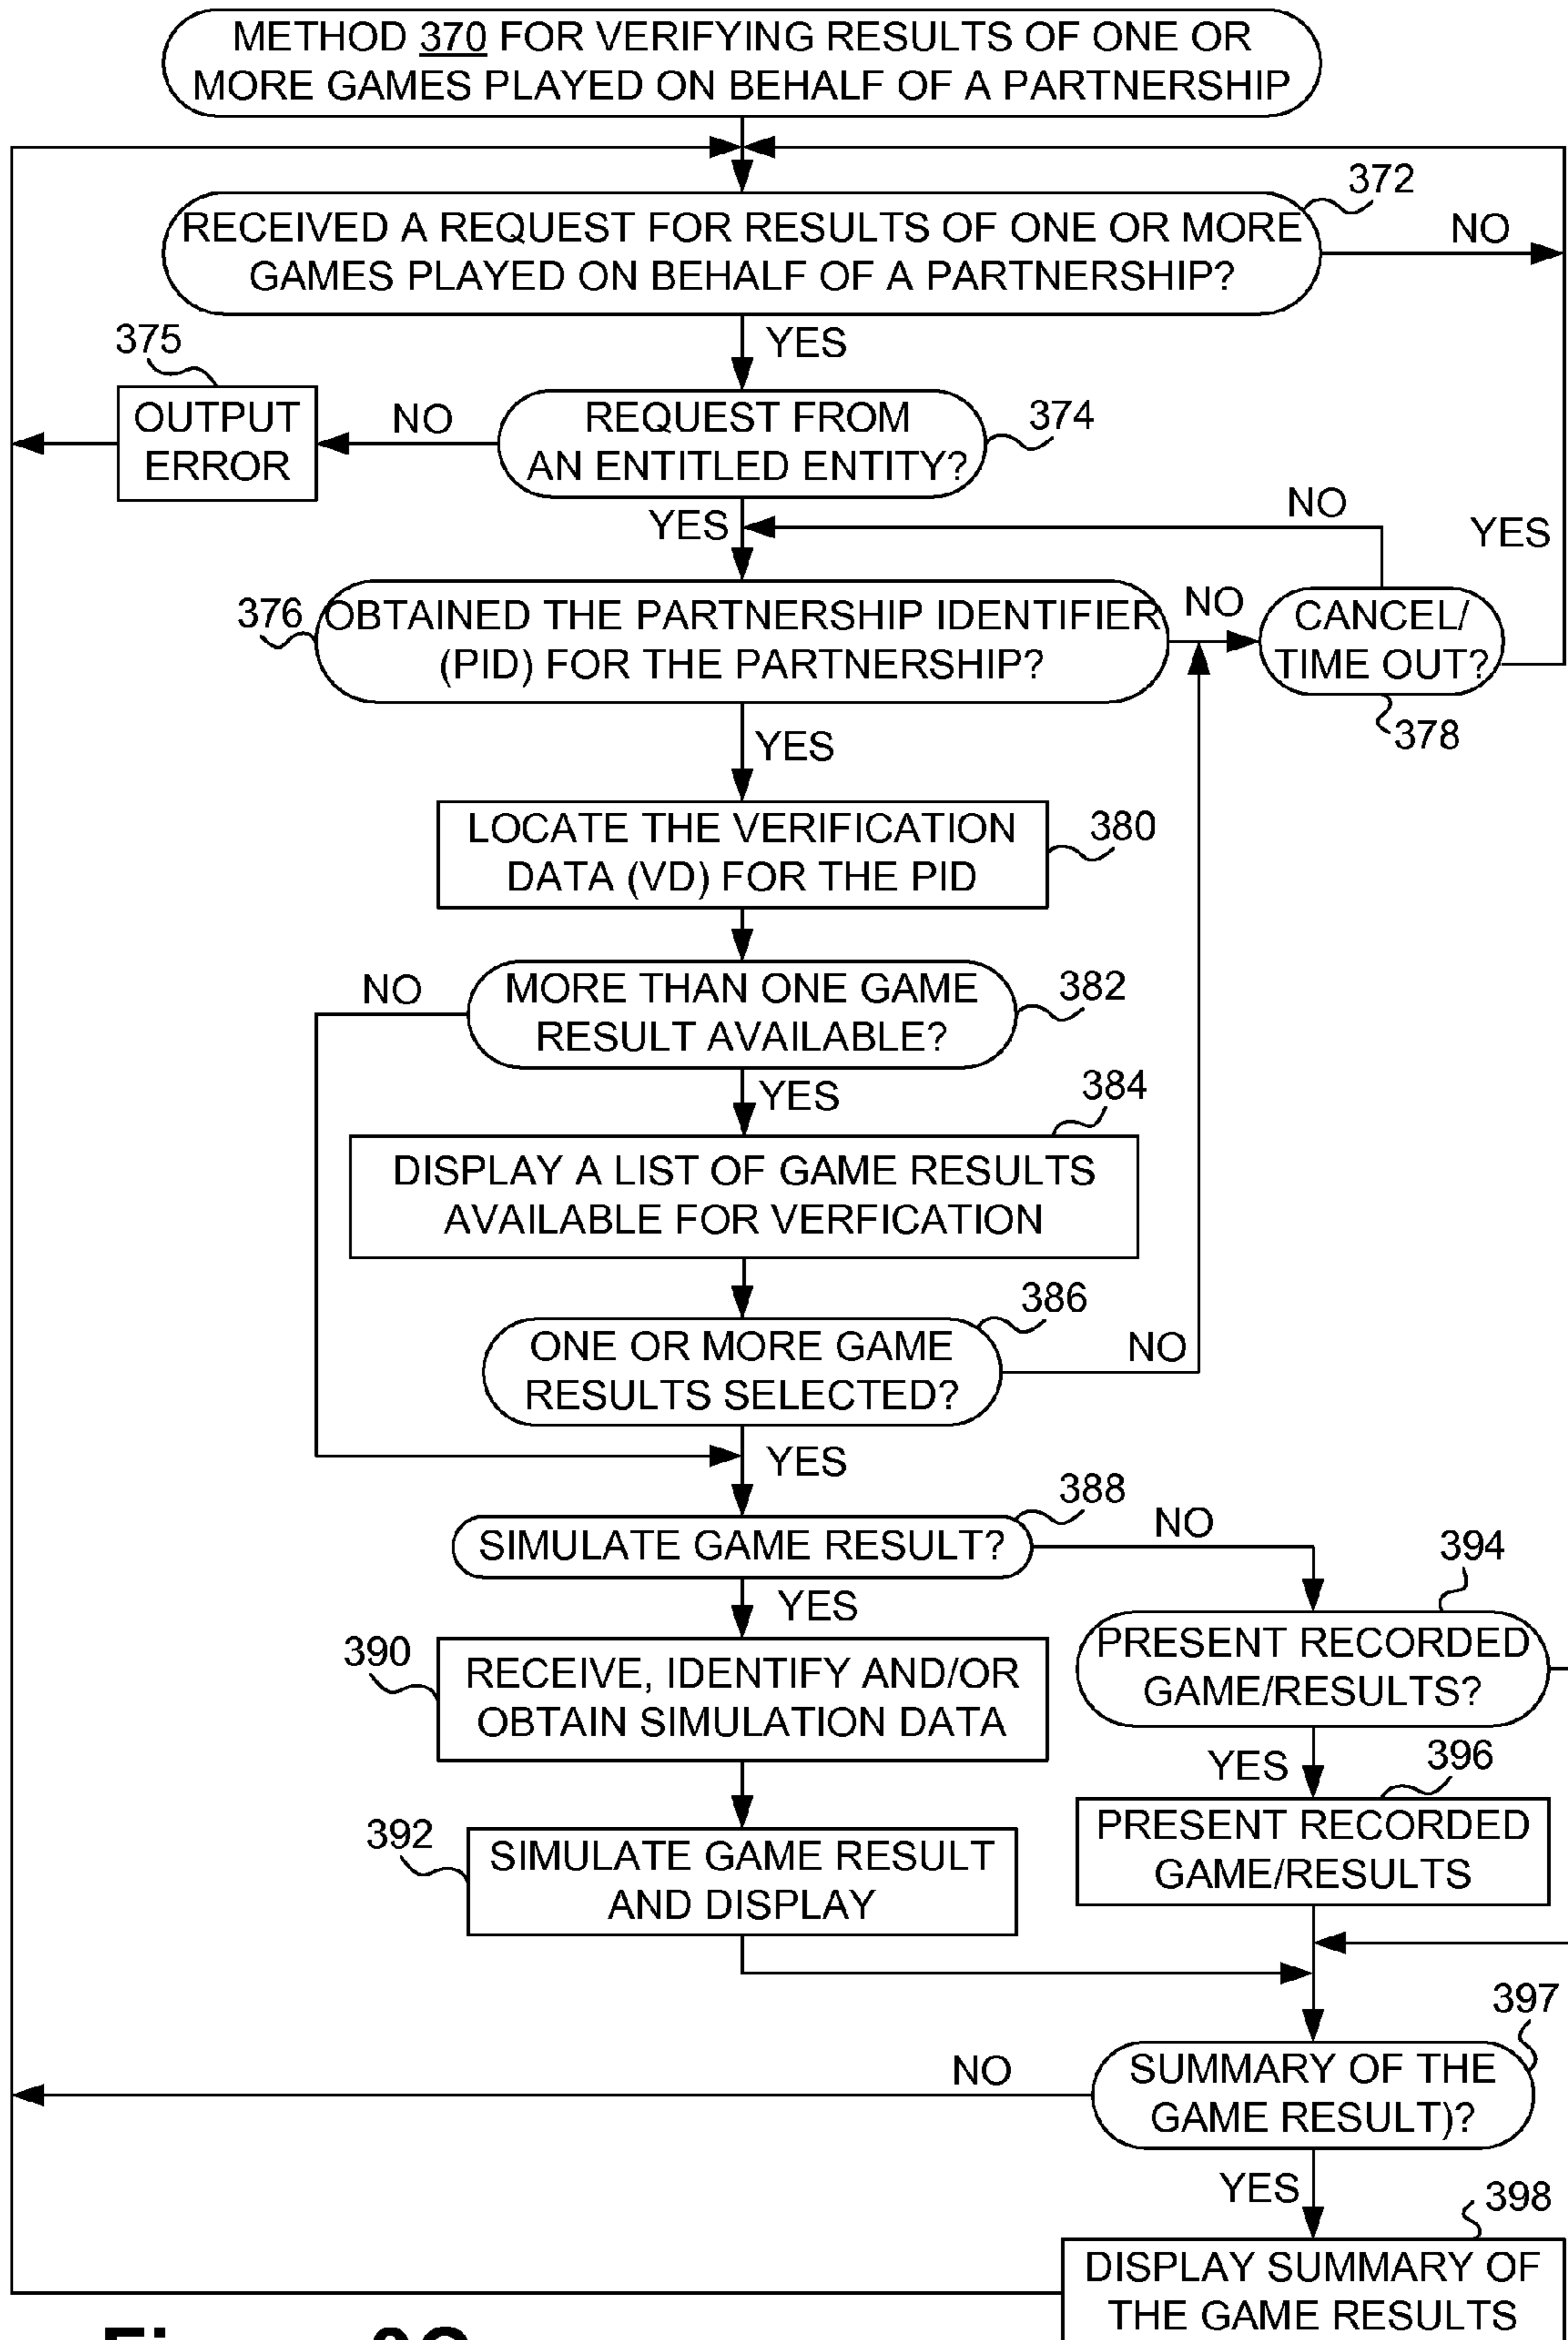 METHOD 370 FOR VERIFYING RESULTS OF ONE OR
MORE GAMES PLAYED ON BEHALF OF A PARTNERSHIP
372
RECEIVED A REQUEST FOR RESULTS OF ONE OR MORE
GAMES PLAYED ON BEHALF OF A PARTNERSHIP?
NO
YES
375
OUTPUT
ERROR
NO
REQUEST FROM
AN ENTITLED ENTITY?
374
YES
NO
YES
376
OBTAINED THE PARTNERSHIP IDENTIFIER
(PID) FOR THE PARTNERSHIP?
NO
CANCEL/
TIME OUT?
378
YES
LOCATE THE VERIFICATION
DATA (VD) FOR THE PID
380
NO
MORE THAN ONE GAME
RESULT AVAILABLE?
382
YES
384
DISPLAY A LIST OF GAME RESULTS
AVAILABLE FOR VERFICATION
386
ONE OR MORE GAME
RESULTS SELECTED?
NO
YES
388
SIMULATE GAME RESULT?
NO
YES
394
PRESENT RECORDED
GAME/RESULTS?
390
RECEIVE, IDENTIFY AND/OR
OBTAIN SIMULATION DATA
YES
396
PRESENT RECORDED
GAME/RESULTS
392
SIMULATE GAME RESULT
AND DISPLAY
397
SUMMARY OF THE
GAME RESULT)?
NO
YES
398
DISPLAY SUMMARY OF
THE GAME RESULTS